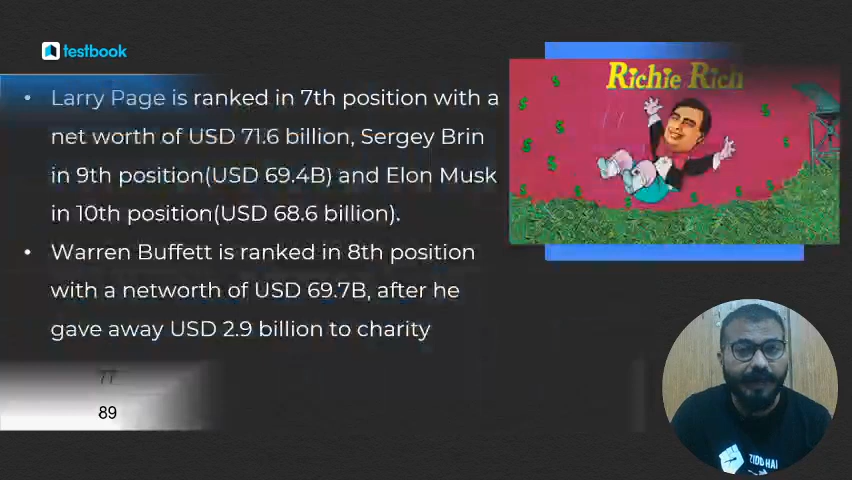 testbook
Richie Rich
• Larry Page is ranked in 7th position with a
net worth of USD 71.6 billion, Sergey Brin
in 9th position(USD 69.4B) and Elon Musk
in 10th position(USD 68.6 billion).
• Warren Buffett is ranked in 8th position
with a networth of USD 69.7B, after he
gave away USD 2.9 billion to charity
77
89
ZIDDHAI